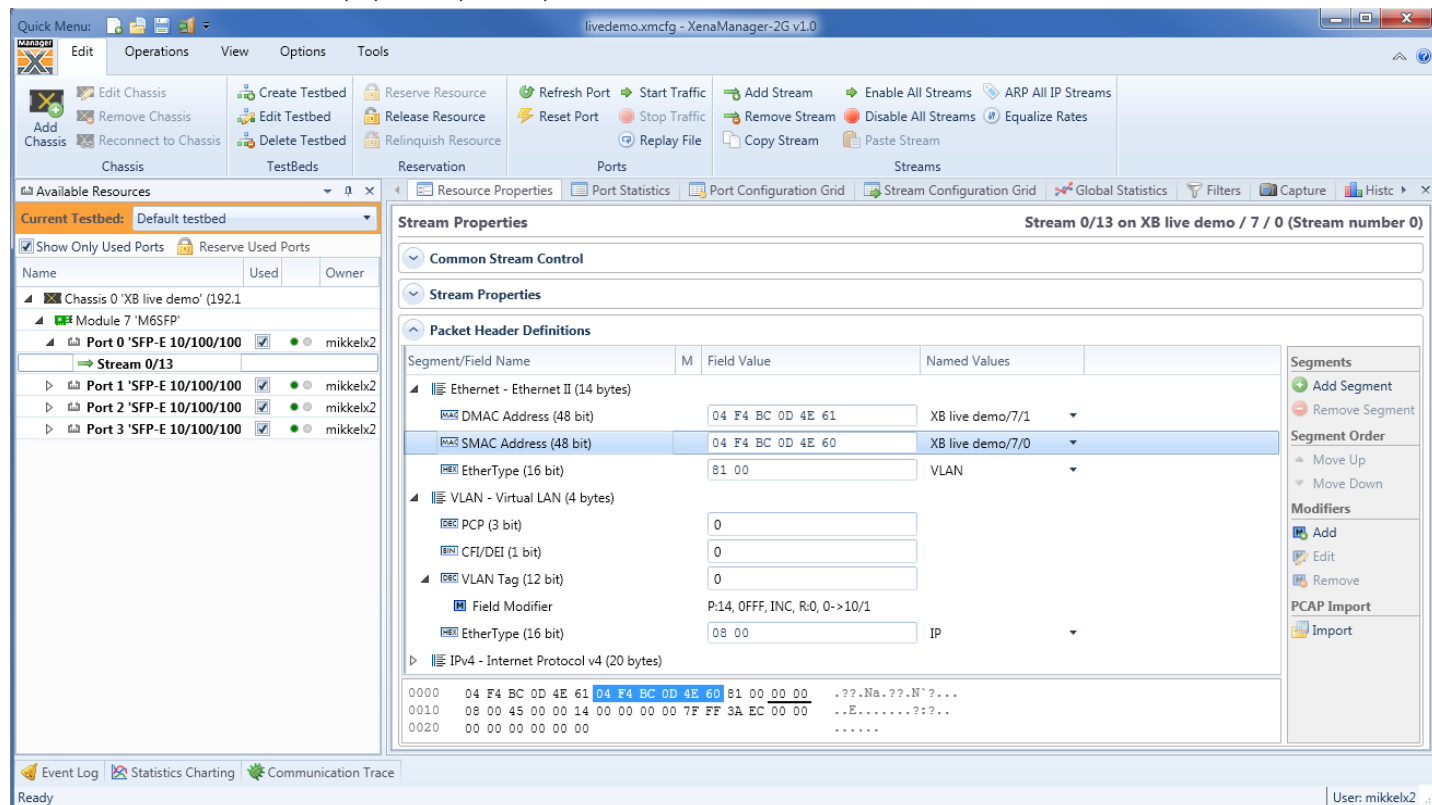 Quick Menu:
livedemo.xmcfg - XenaManager-2G v1.0
Manager
Edit Operations View Options Tools
Add Chassis
Edit Chassis
Remove Chassis
Reconnect to Chassis
Chassis
Create Testbed
Edit Testbed
Delete Testbed
TestBeds
Reserve Resource
Release Resource
Relinquish Resource
Reservation
Refresh Port Start Traffic
Reset Port Stop Traffic
Replay File
Ports
Add Stream Enable All Streams ARP All IP Streams
Remove Stream Disable All Streams Equalize Rates
Copy Stream Paste Stream
Streams
Available Resources
Current Testbed: Default testbed
Show Only Used Ports Reserve Used Ports
Name Used Owner
Chassis 0 'XB live demo' (192.1
Module 7 'M6SFP'
Port 0 'SFP-E 10/100/100 mikkelx2
Stream 0/13
Port 1 'SFP-E 10/100/100 mikkelx2
Port 2 'SFP-E 10/100/100 mikkelx2
Port 3 'SFP-E 10/100/100 mikkelx2
Resource Properties Port Statistics Port Configuration Grid Stream Configuration Grid Global Statistics Filters Capture Histc
Stream Properties Stream 0/13 on XB live demo / 7 / 0 (Stream number 0)
Common Stream Control
Stream Properties
Packet Header Definitions
Segment/Field Name M Field Value Named Values
Ethernet - Ethernet II (14 bytes)
MAC DMAC Address (48 bit) 04 F4 BC 0D 4E 61 XB live demo/7/1
MAC SMAC Address (48 bit) 04 F4 BC 0D 4E 60 XB live demo/7/0
HEX EtherType (16 bit) 81 00 VLAN
VLAN - Virtual LAN (4 bytes)
DEC PCP (3 bit) 0
BIN CFI/DEI (1 bit) 0
DEC VLAN Tag (12 bit) 0
M Field Modifier P:14, 0FFF, INC, R:0, 0->10/1
HEX EtherType (16 bit) 08 00 IP
IPv4 - Internet Protocol v4 (20 bytes)
0000 04 F4 BC 0D 4E 61 04 F4 BC 0D 4E 60 81 00 00 00 .??.Na.??.N`?...
0010 08 00 45 00 00 14 00 00 00 00 7F FF 3A EC 00 00 ..E.......?:?..
0020 00 00 00 00 00 00 ......
Segments
Add Segment
Remove Segment
Segment Order
Move Up
Move Down
Modifiers
Add
Edit
Remove
PCAP Import
Import
Event Log Statistics Charting Communication Trace
Ready User: mikkelx2